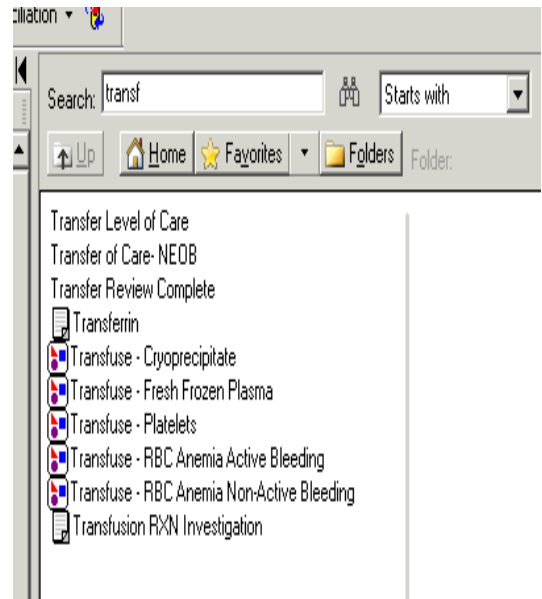 ciliation
Search: transf Starts with
Up Home Favorites Folders Folder:
Transfer Level of Care
Transfer of Care- NEOB
Transfer Review Complete
Transferrin
Transfuse - Cryoprecipitate
Transfuse - Fresh Frozen Plasma
Transfuse - Platelets
Transfuse - RBC Anemia Active Bleeding
Transfuse - RBC Anemia Non-Active Bleeding
Transfusion RXN Investigation